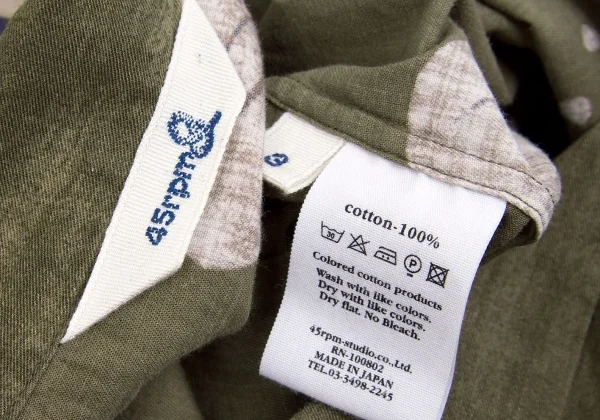 45rpm
cotton-100%
30
P
Colored cotton products
Wash with like colors.
Dry with like colors.
Dry flat. No Bleach.
45rpm-studio.co.,Ltd.
RN-100802
MADE IN JAPAN
TEL.03-3498-2245